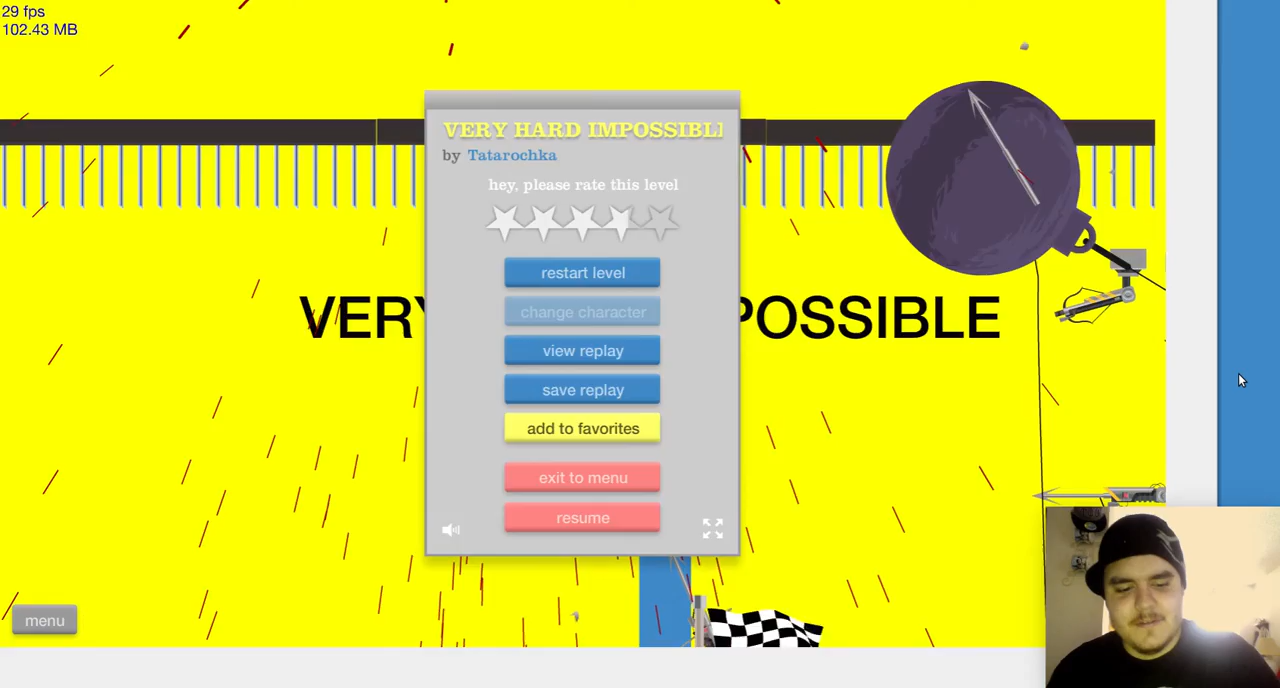 29 fps
102.43 MB
VERY HARD IMPOSSIBL
by Tatarochka
hey, please rate this level
restart level
change character
VERY POSSIBLE
view replay
save replay
add to favorites
exit to menu
resume
menu